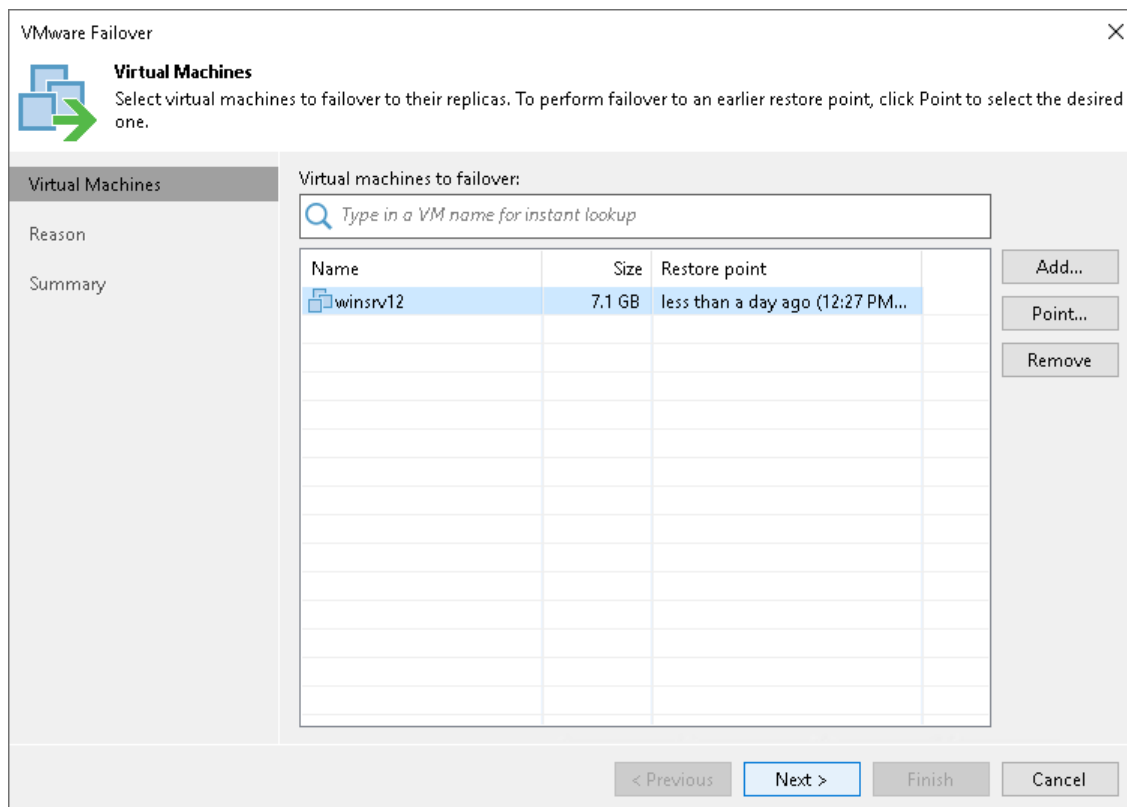 VMware Failover
Virtual Machines
Select virtual machines to failover to their replicas. To perform failover to an earlier restore point, click Point to select the desired
one.
Virtual Machines
Reason
Summary
Virtual machines to failover:
Type in a VM name for instant lookup
Name Size Restore point
winsrv12 7.1 GB less than a day ago (12:27 PM...
Add...
Point...
Remove
< Previous Next > Finish Cancel